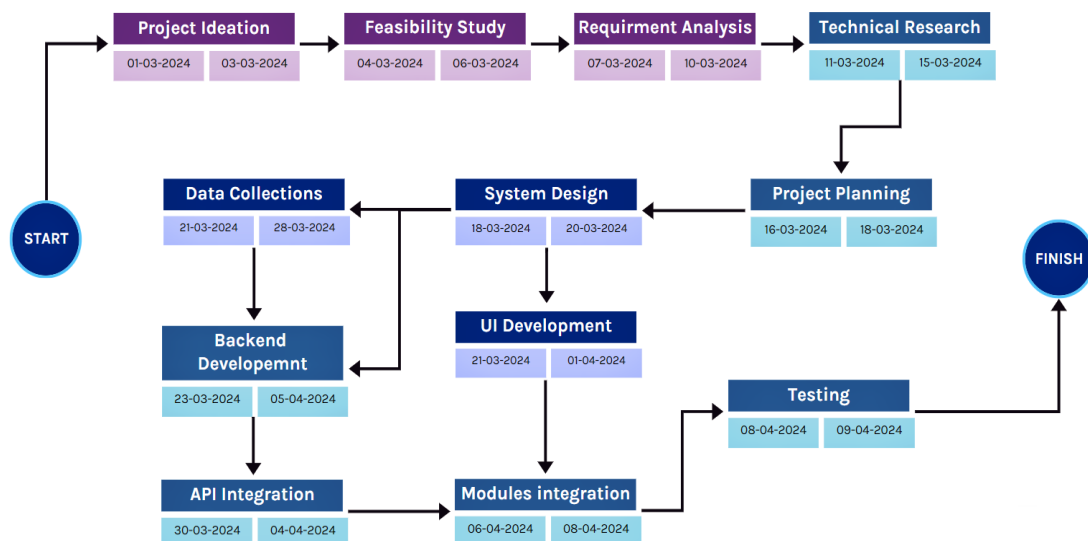 Project Ideation
01-03-2024 03-03-2024
Feasibility Study
04-03-2024 06-03-2024
Requirment Analysis
07-03-2024 10-03-2024
Technical Research
11-03-2024 15-03-2024
Data Collections
21-03-2024 28-03-2024
System Design
18-03-2024 20-03-2024
Project Planning
16-03-2024 18-03-2024
START
FINISH
Backend
Developemnt
23-03-2024 05-04-2024
UI Development
21-03-2024 01-04-2024
Testing
08-04-2024 09-04-2024
API Integration
30-03-2024 04-04-2024
Modules integration
06-04-2024 08-04-2024